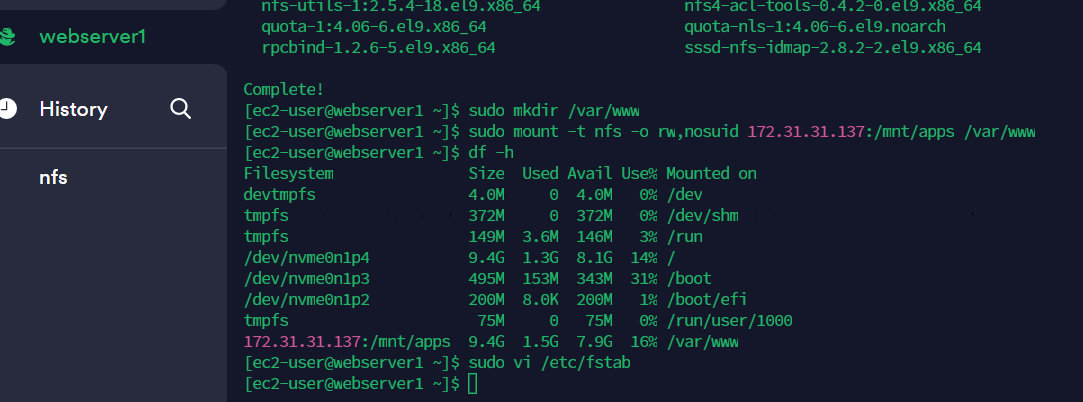 webserver1
History
nfs
nfs-utils-1:2.5.4-18.el9.x86_64 nfs4-acl-tools-0.4.2-0.el9.x86_64
quota-1:4.06-6.el9.x86_64 quota-nls-1:4.06-6.el9.noarch
rpcbind-1.2.6-5.el9.x86_64 sssd-nfs-idmap-2.8.2-2.el9.x86_64
Complete!
[ec2-user@webserver1 ~]$ sudo mkdir /var/www
[ec2-user@webserver1 ~]$ sudo mount -t nfs -o rw,nosuid 172.31.31.137:/mnt/apps /var/www
[ec2-user@webserver1 ~]$ df -h
Filesystem Size Used Avail Use% Mounted on
devtmpfs 4.0M 0 4.0M 0% /dev
tmpfs 372M 0 372M 0% /dev/shm
tmpfs 149M 3.6M 146M 3% /run
/dev/nvme0n1p4 9.4G 1.3G 8.1G 14% /
/dev/nvme0n1p3 495M 153M 343M 31% /boot
/dev/nvme0n1p2 200M 8.0K 200M 1% /boot/efi
tmpfs 75M 0 75M 0% /run/user/1000
172.31.31.137:/mnt/apps 9.4G 1.5G 7.9G 16% /var/www
[ec2-user@webserver1 ~]$ sudo vi /etc/fstab
[ec2-user@webserver1 ~]$